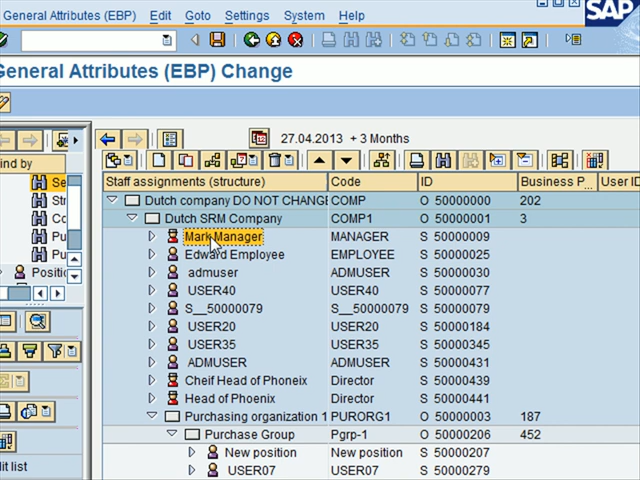 General Attributes (EBP) Edit Goto Settings System Help
SAP
General Attributes (EBP) Change
27.04.2013 + 3 Months
ind by
Staff assignments (structure) Code ID Business P... User ID
Se
Str
Co
Pu
Pu
Positic
Dutch company DO NOT CHANGE COMP O 50000000 202
Dutch SRM Company COMP1 O 50000001 3
Mark Manager MANAGER S 50000009
Edward Employee EMPLOYEE S 50000025
admuser ADMUSER S 50000030
USER40 USER40 S 50000077
S__50000079 S__50000079 S 50000079
USER20 USER20 S 50000184
USER35 USER35 S 50000345
ADMUSER ADMUSER S 50000431
Cheif Head of Phoneix Director S 50000439
Head of Phoenix Director S 50000441
Purchasing organization 1 PURORG1 O 50000003 187
Purchase Group Pgrp-1 O 50000206 452
New position New position S 50000207
USER07 USER07 S 50000279
lit list